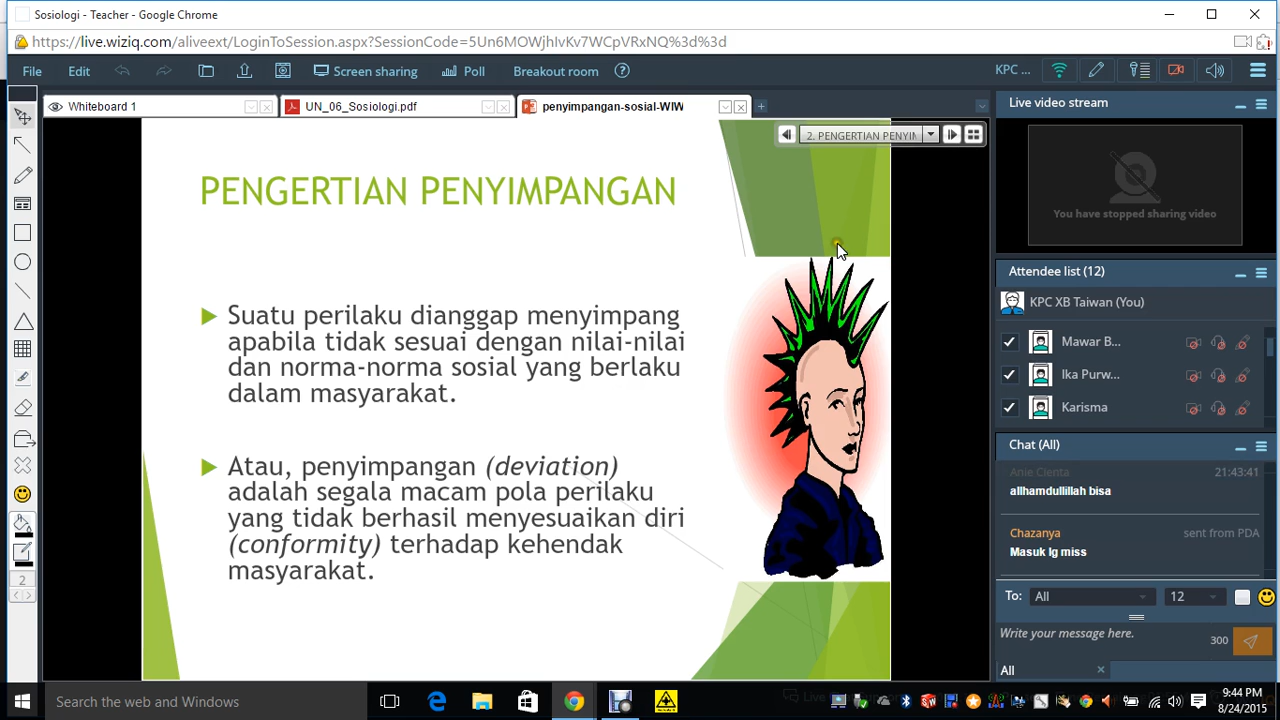 Sosiologi - Teacher - Google Chrome
https://live.wiziq.com/aliveext/LoginToSession.aspx?SessionCode=5Un6MOWjhIvKv7WCpVRxNQ%3d%3d
File Edit Screen sharing Poll Breakout room ? KPC ...
Whiteboard 1 UN_06_Sosiologi.pdf penyimpangan-sosial-WIW
2. PENGERTIAN PENYIM
PENGERTIAN PENYIMPANGAN
Suatu perilaku dianggap menyimpang
apabila tidak sesuai dengan nilai-nilai
dan norma-norma sosial yang berlaku
dalam masyarakat.
Atau, penyimpangan (deviation)
adalah segala macam pola perilaku
yang tidak berhasil menyesuaikan diri
(conformity) terhadap kehendak
masyarakat.
2
Live video stream
You have stopped sharing video
Attendee list (12)
KPC XB Taiwan (You)
Mawar B...
Ika Purw...
Karisma
Chat (All)
Anie Cienta 21:43:41
allhamdullillah bisa
Chazanya sent from PDA
Masuk lg miss
To: All 12
Write your message here. 300
All
Search the web and Windows
9:44 PM
8/24/2015